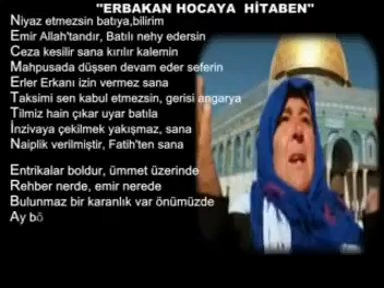 "ERBAKAN HOCAYA HİTABEN"
Niyaz etmezsin batıya,bilirim
Emir Allah'tandır, Batılı nehy edersin
Ceza kesilir sana kırılır kalemin
Mahpusada düşsen devam eder seferin
Erler Erkanı izin vermez sana
Taksimi sen kabul etmezsin, gerisi angarya
Tilmiz hain çıkar uyar batıla
İnzivaya çekilmek yakışmaz, sana
Naiplik verilmiştir, Fatih'ten sana
Entrikalar boldur, ümmet üzerinde
Rehber nerde, emir nerede
Bulunmaz bir karanlık var önümüzde
Ay bö